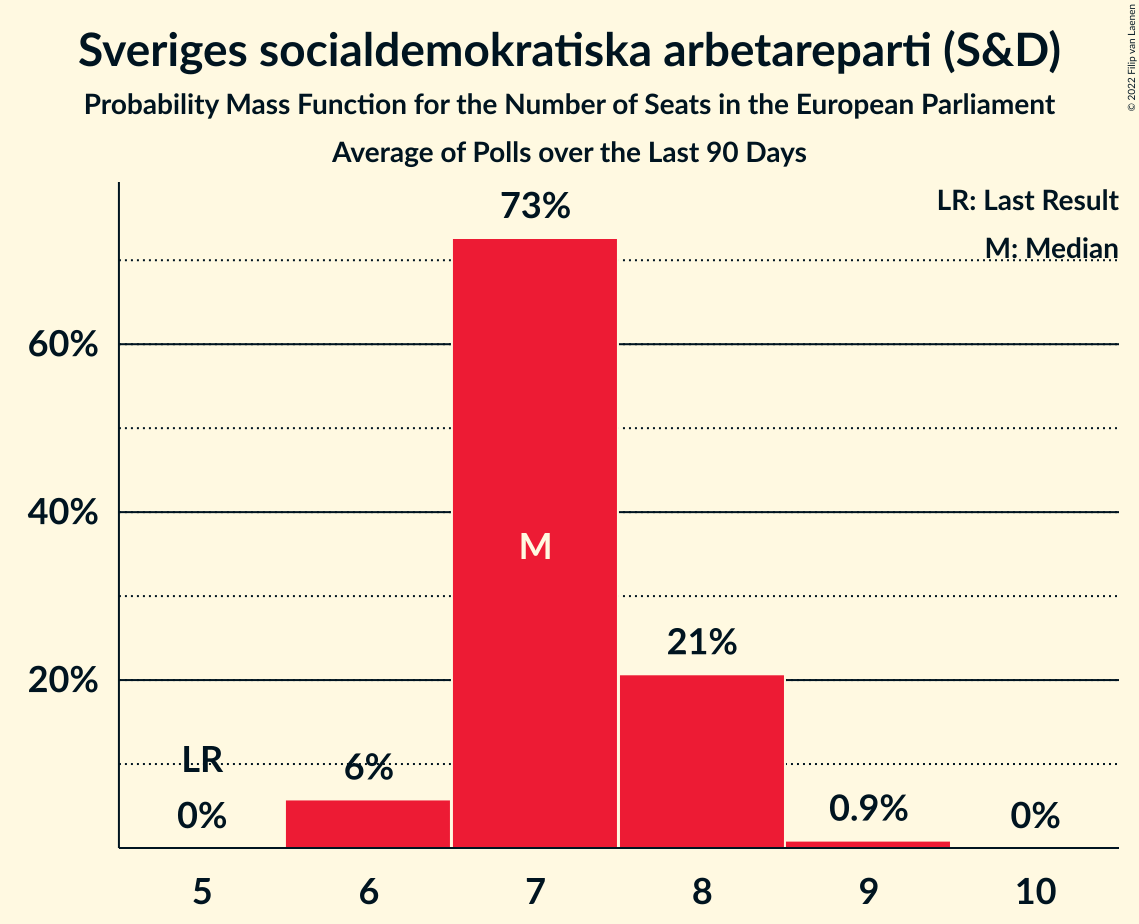 Sveriges socialdemokratiska arbetareparti (S&D)
Probability Mass Function for the Number of Seats in the European Parliament
Average of Polls over the Last 90 Days
© 2022 Filip van Laenen
LR: Last Result
M: Median
73%
60%
M
40%
21%
20%
LR
6%
0%
0.9%
0%
5 6 7 8 9 10